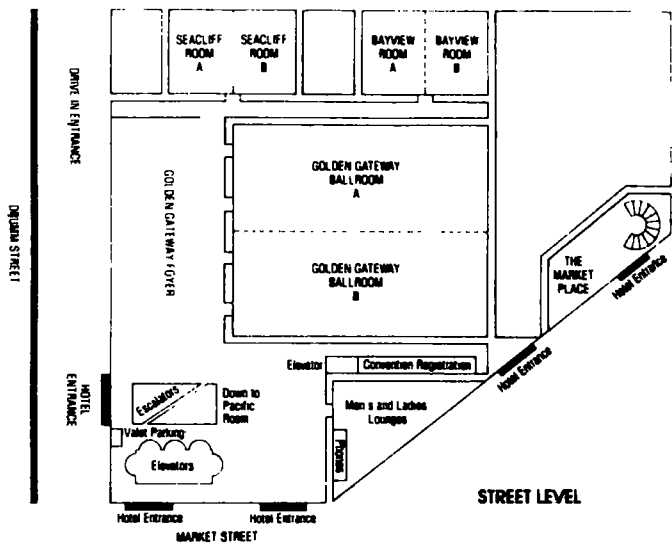 SEACLIFF
ROOM
A
SEACLIFF
ROOM
B
BAYVIEW
ROOM
A
BAYVIEW
ROOM
B
DRIVE IN ENTRANCE
GOLDEN GATEWAY
BALLROOM
A
GOLDEN GATEWAY FOYER
STREET
GOLDEN GATEWAY
BALLROOM
B
THE
MARKET
PLACE
Hotel Entrance
Elevator
Convention Registration
Hotel Entrance
HOTEL
ENTRANCE
Escalators
Down to
Pacific
Room
Men s and Ladies
Lounges
Valet Parking
Elevators
Phones
STREET LEVEL
Hotel Entrance
Hotel Entrance
MARKET STREET